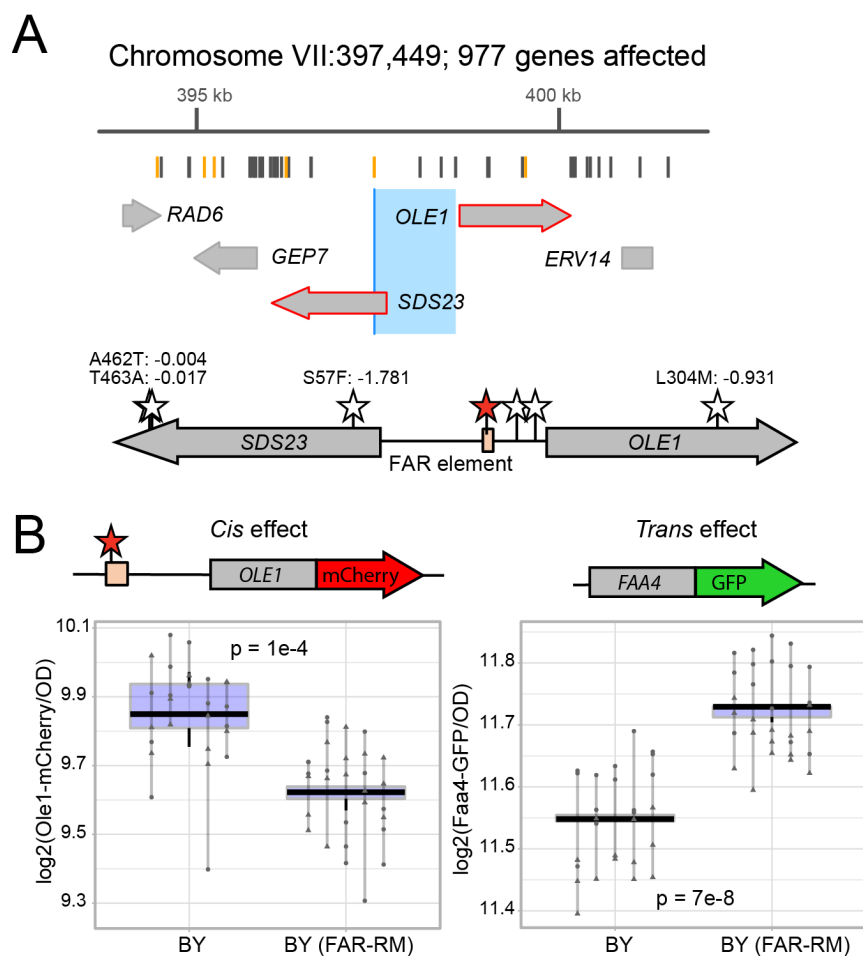 A
Chromosome VII:397,449; 977 genes affected
395 kb
400 kb
RAD6
OLE1
GEP7
ERV14
SDS23
A462T: -0.004
T463A: -0.017
S57F: -1.781
L304M: -0.931
SDS23
OLE1
FAR element
B
Cis effect
Trans effect
OLE1
mCherry
FAA4
GFP
log2(Ole1-mCherry/OD)
10.1
9.9
9.7
9.5
9.3
p = 1e-4
BY
BY (FAR-RM)
log2(Faa4-GFP/OD)
11.8
11.7
11.6
11.5
11.4
p = 7e-8
BY
BY (FAR-RM)